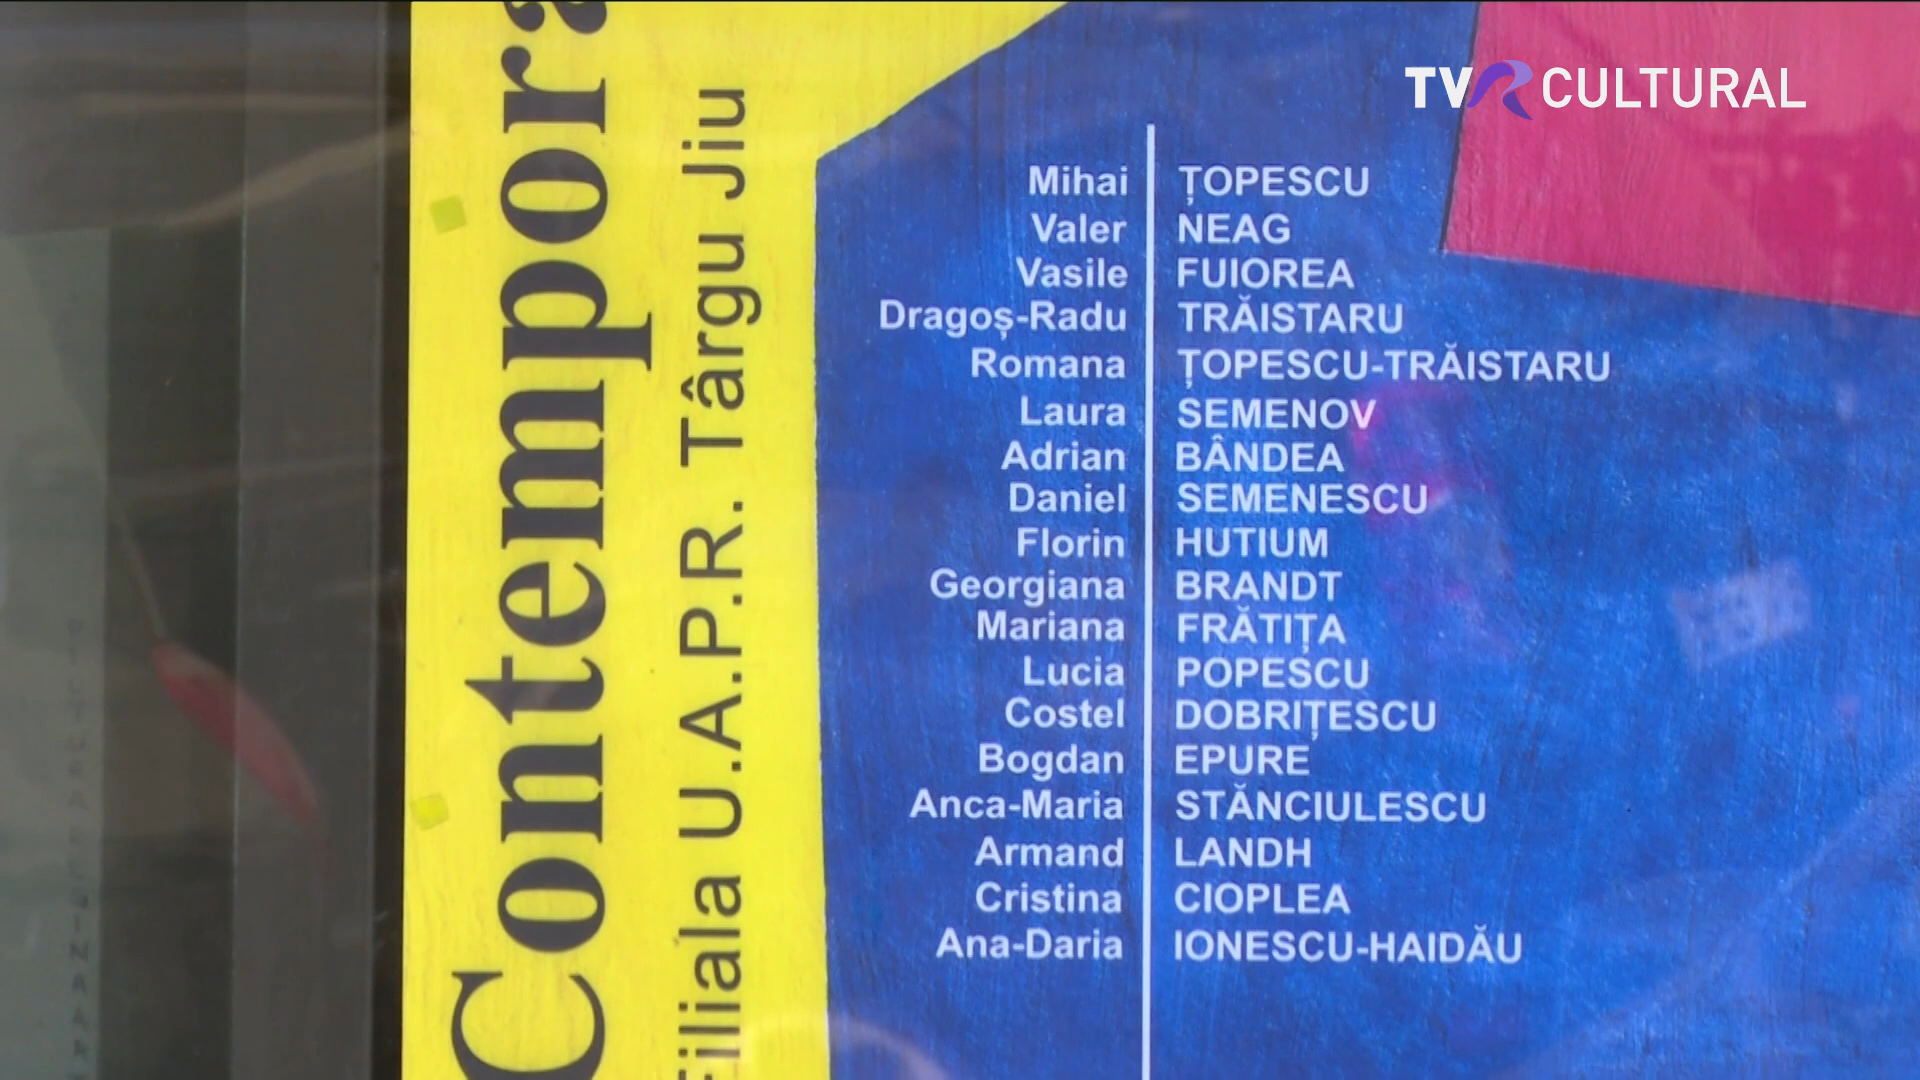 TVR CULTURAL
Contempora
Filiala U.A.P.R. Târgu Jiu
Mihai ȚOPESCU
Valer NEAG
Vasile FUIOREA
Dragoș-Radu TRĂISTARU
Romana ȚOPESCU-TRĂISTARU
Laura SEMENOV
Adrian BÂNDEA
Daniel SEMENESCU
Florin HUTIUM
Georgiana BRANDT
Mariana FRĂTIȚA
Lucia POPESCU
Costel DOBRIȚESCU
Bogdan EPURE
Anca-Maria STĂNCIULESCU
Armand LANDH
Cristina CIOPLEA
Ana-Daria IONESCU-HAIDĂU